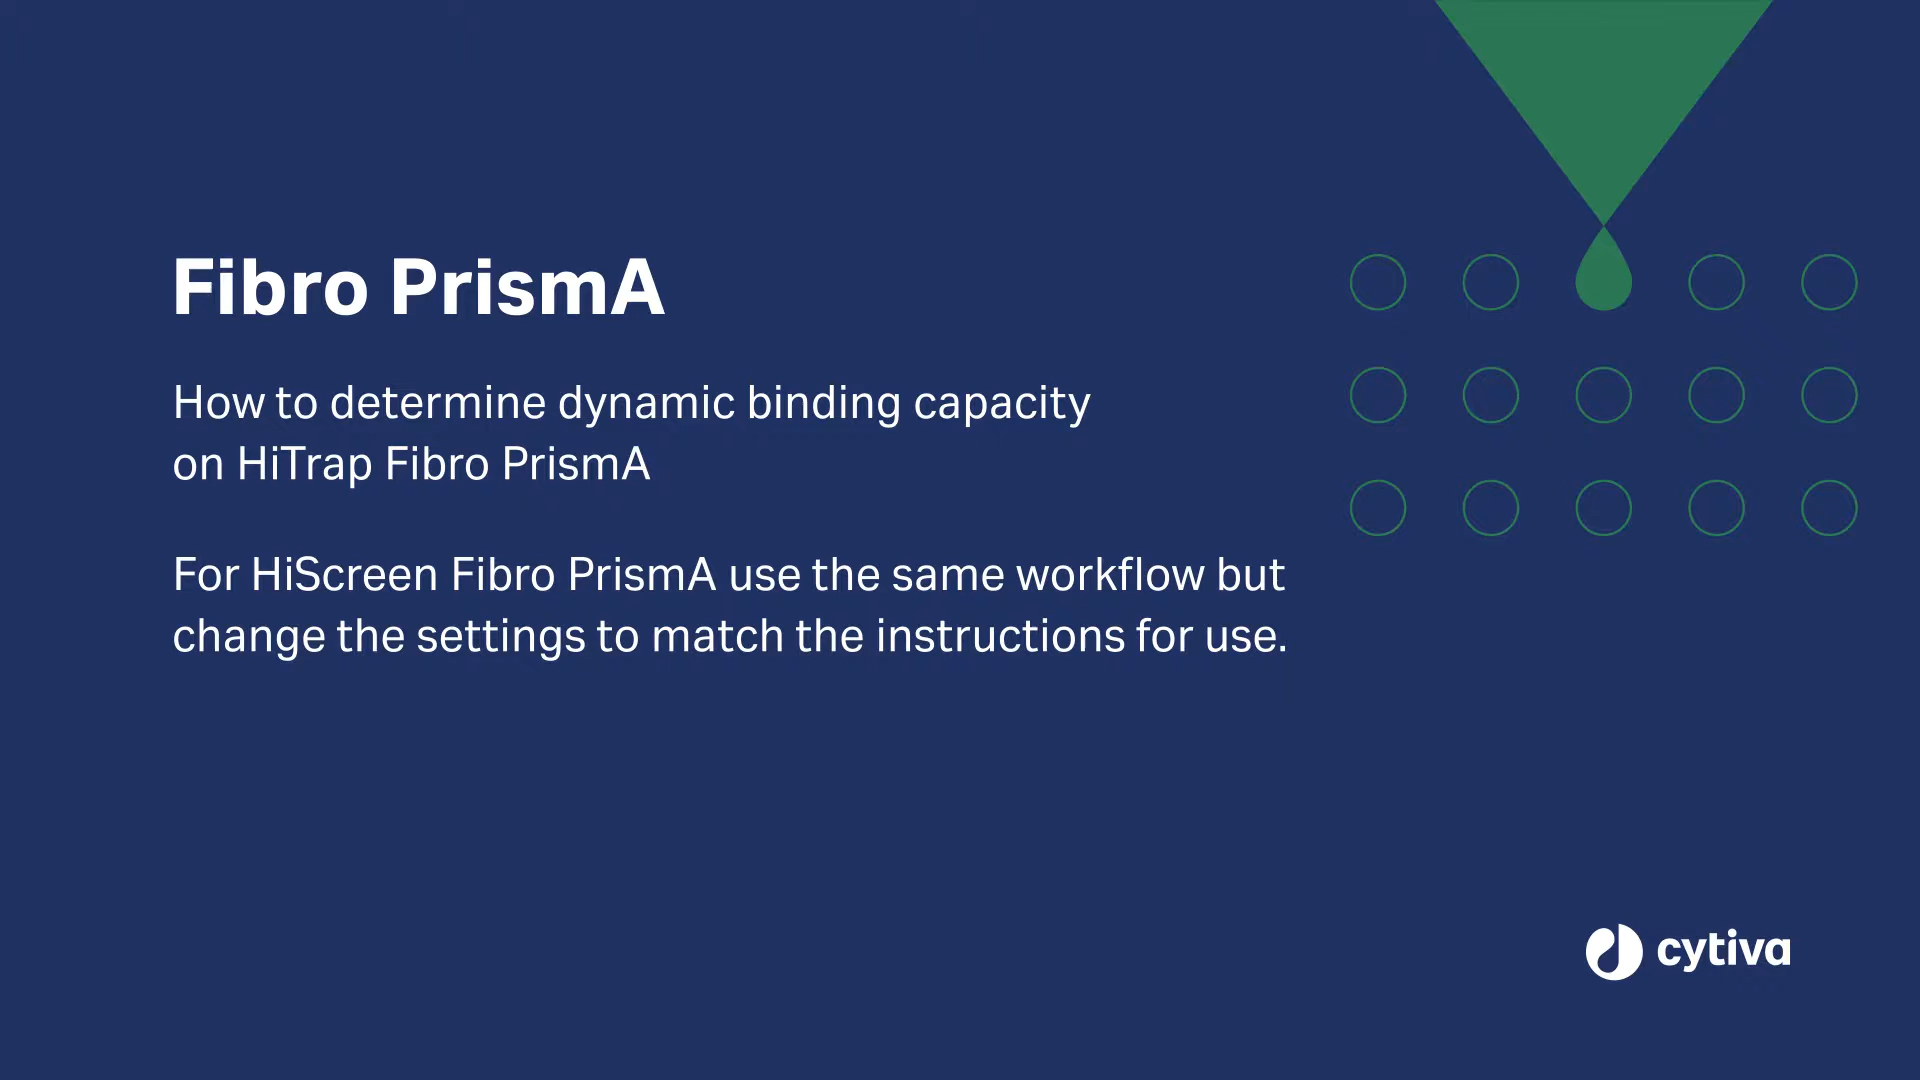 Fibro PrismA
How to determine dynamic binding capacity
on HiTrap Fibro PrismA
For HiScreen Fibro PrismA use the same workflow but
change the settings to match the instructions for use.
cytiva